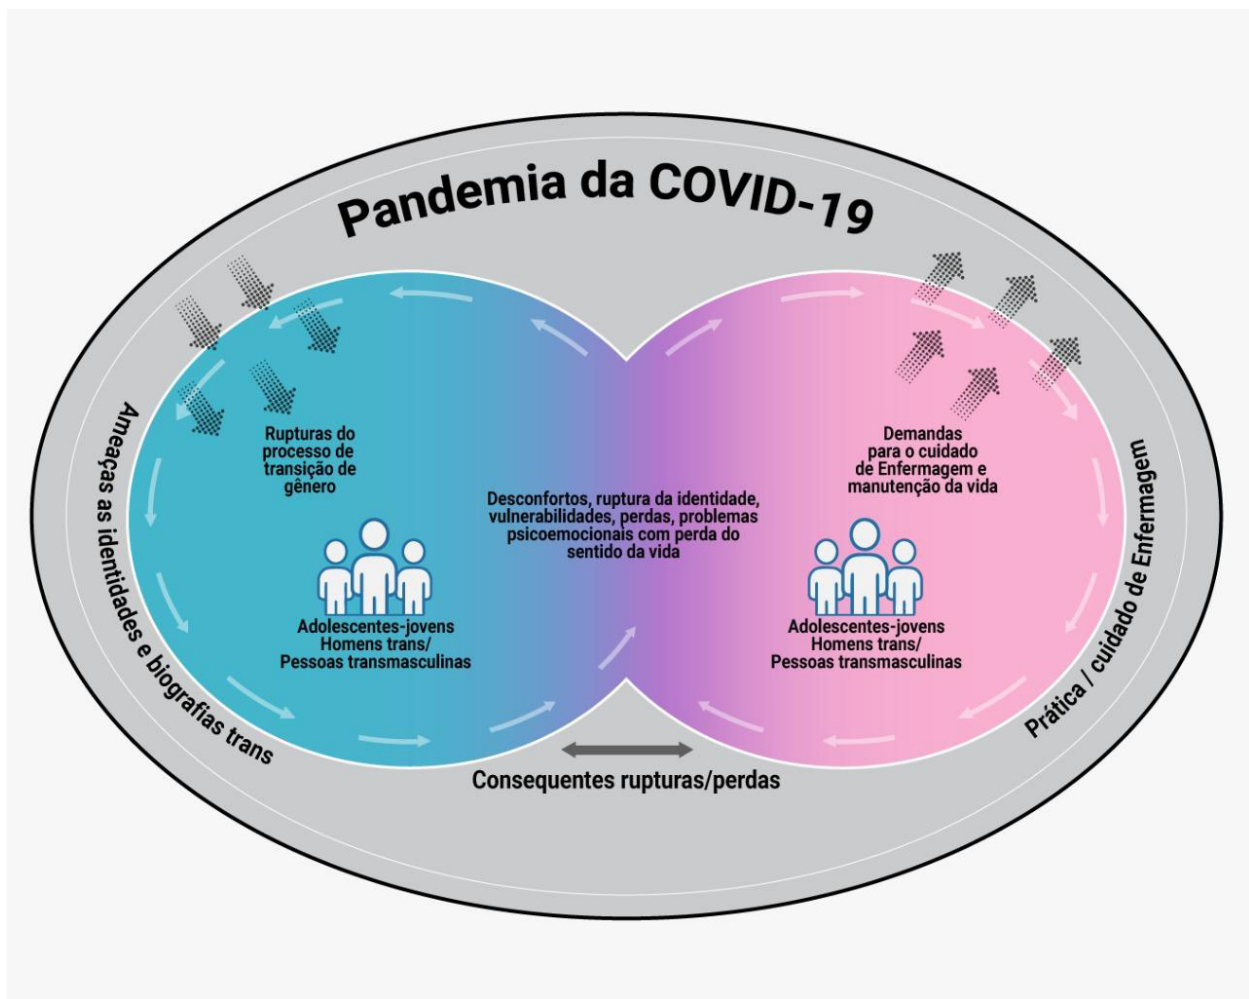 Pandemia da COVID-19
Ameaças as identidades e biografias trans
Rupturas do
processo de
transição de
gênero
Adolescentes-jovens
Homens trans/
Pessoas transmasculinas
Desconfortos, ruptura da identidade,
vulnerabilidades, perdas, problemas
psicoemocionais com perda do
sentido da vida
Demandas
para o cuidado
de Enfermagem e
manutenção da vida
Adolescentes-jovens
Homens trans/
Pessoas transmasculinas
Prática / cuidado de Enfermagem
Consequentes rupturas/perdas